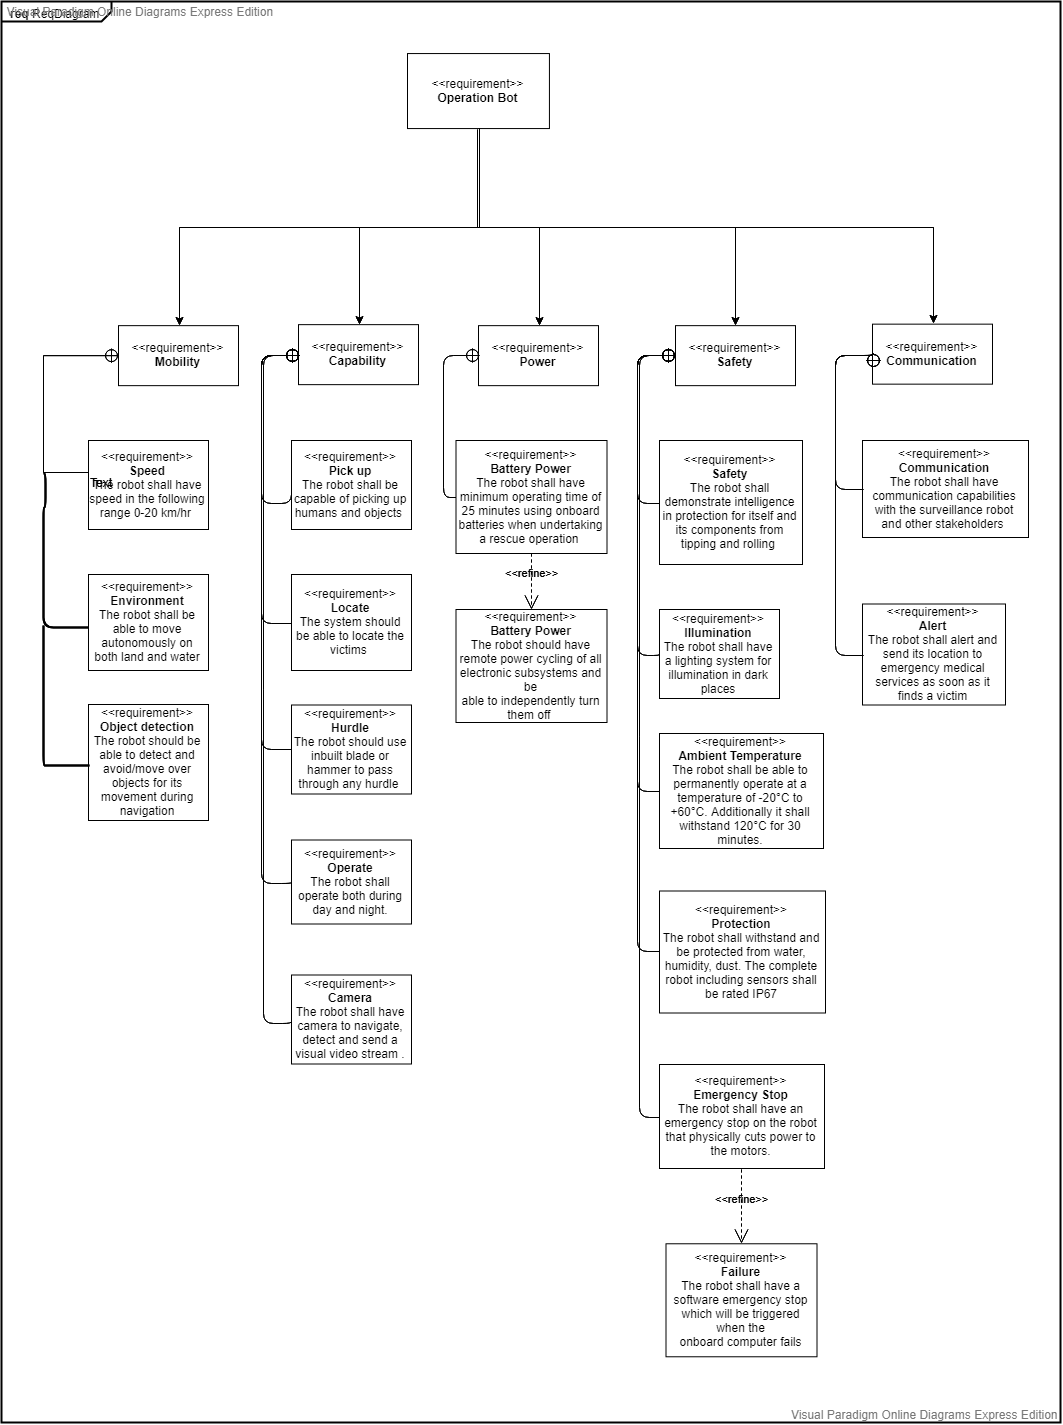 Visual Paradigm Online Diagrams Express Edition
req ReqDiagram
<<requirement>>
Operation Bot
<<requirement>>
Mobility
<<requirement>>
Capability
<<requirement>>
Power
<<requirement>>
Safety
<<requirement>>
Communication
<<requirement>>
Speed
Text
The robot shall have
speed in the following
range 0-20 km/hr
<<requirement>>
Environment
The robot shall be
able to move
autonomously on
both land and water
<<requirement>>
Object detection
The robot should be
able to detect and
avoid/move over
objects for its
movement during
navigation
<<requirement>>
Pick up
The robot shall be
capable of picking up
humans and objects
<<requirement>>
Locate
The system should
be able to locate the
victims
<<requirement>>
Hurdle
The robot should use
inbuilt blade or
hammer to pass
through any hurdle
<<requirement>>
Operate
The robot shall
operate both during
day and night.
<<requirement>>
Camera
The robot shall have
camera to navigate,
detect and send a
visual video stream .
<<requirement>>
Battery Power
The robot shall have
minimum operating time of
25 minutes using onboard
batteries when undertaking
a rescue operation
<<refine>>
<<requirement>>
Battery Power
The robot should have
remote power cycling of all
electronic subsystems and
be
able to independently turn
them off
<<requirement>>
Safety
The robot shall
demonstrate intelligence
in protection for itself and
its components from
tipping and rolling
<<requirement>>
Illumination
The robot shall have
a lighting system for
illumination in dark
places
<<requirement>>
Ambient Temperature
The robot shall be able to
permanently operate at a
temperature of -20°C to
+60°C. Additionally it shall
withstand 120°C for 30
minutes.
<<requirement>>
Protection
The robot shall withstand and
be protected from water,
humidity, dust. The complete
robot including sensors shall
be rated IP67
<<requirement>>
Emergency Stop
The robot shall have an
emergency stop on the robot
that physically cuts power to
the motors.
<<refine>>
<<requirement>>
Failure
The robot shall have a
software emergency stop
which will be triggered
when the
onboard computer fails
<<requirement>>
Communication
The robot shall have
communication capabilities
with the surveillance robot
and other stakeholders
<<requirement>>
Alert
The robot shall alert and
send its location to
emergency medical
services as soon as it
finds a victim
Visual Paradigm Online Diagrams Express Edition